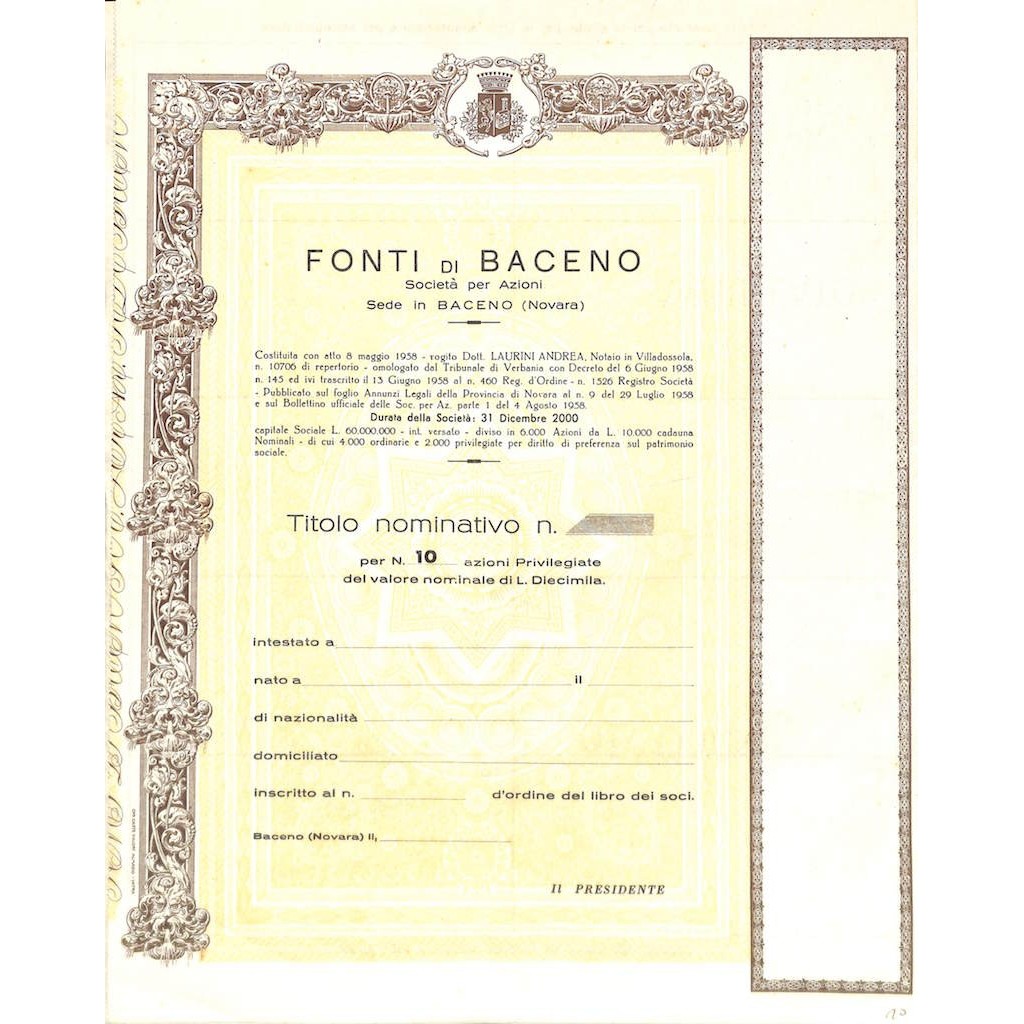 FONTI DI BACENO
Società per Azioni
Sede in BACENO (Novara)
Costituita con atto 8 maggio 1958 - rogito Dott. LAURINI ANDREA, Notaio in Villadossola,
n. 10706 di repertorio - omologato dal Tribunale di Verbania con Decreto del 6 Giugno 1958
n. 145 ed ivi trascritto il 13 Giugno 1958 al n. 460 Reg. d'Ordine - n. 1526 Registro Società
- Pubblicato sul foglio Annunzi Legali della Provincia di Novara al n. 9 del 29 Luglio 1958
e sul Bollettino ufficiale delle Soc. per Az. parte 1 del 4 Agosto 1958.
Durata della Società: 31 Dicembre 2000
capitale Sociale L. 60.000.000 - int. versato - diviso in 6.000 Azioni da L. 10.000 cadauna
Nominali - di cui 4.000 ordinarie e 2.000 privilegiate per diritto di preferenza sul patrimonio
sociale.
Titolo nominativo n.
per N. 10 azioni Privilegiate
del valore nominale di L. Diecimila.
intestato a
nato a il
di nazionalità
domiciliato
inscritto al n. d'ordine del libro dei soci.
Baceno (Novara) li,
Il PRESIDENTE